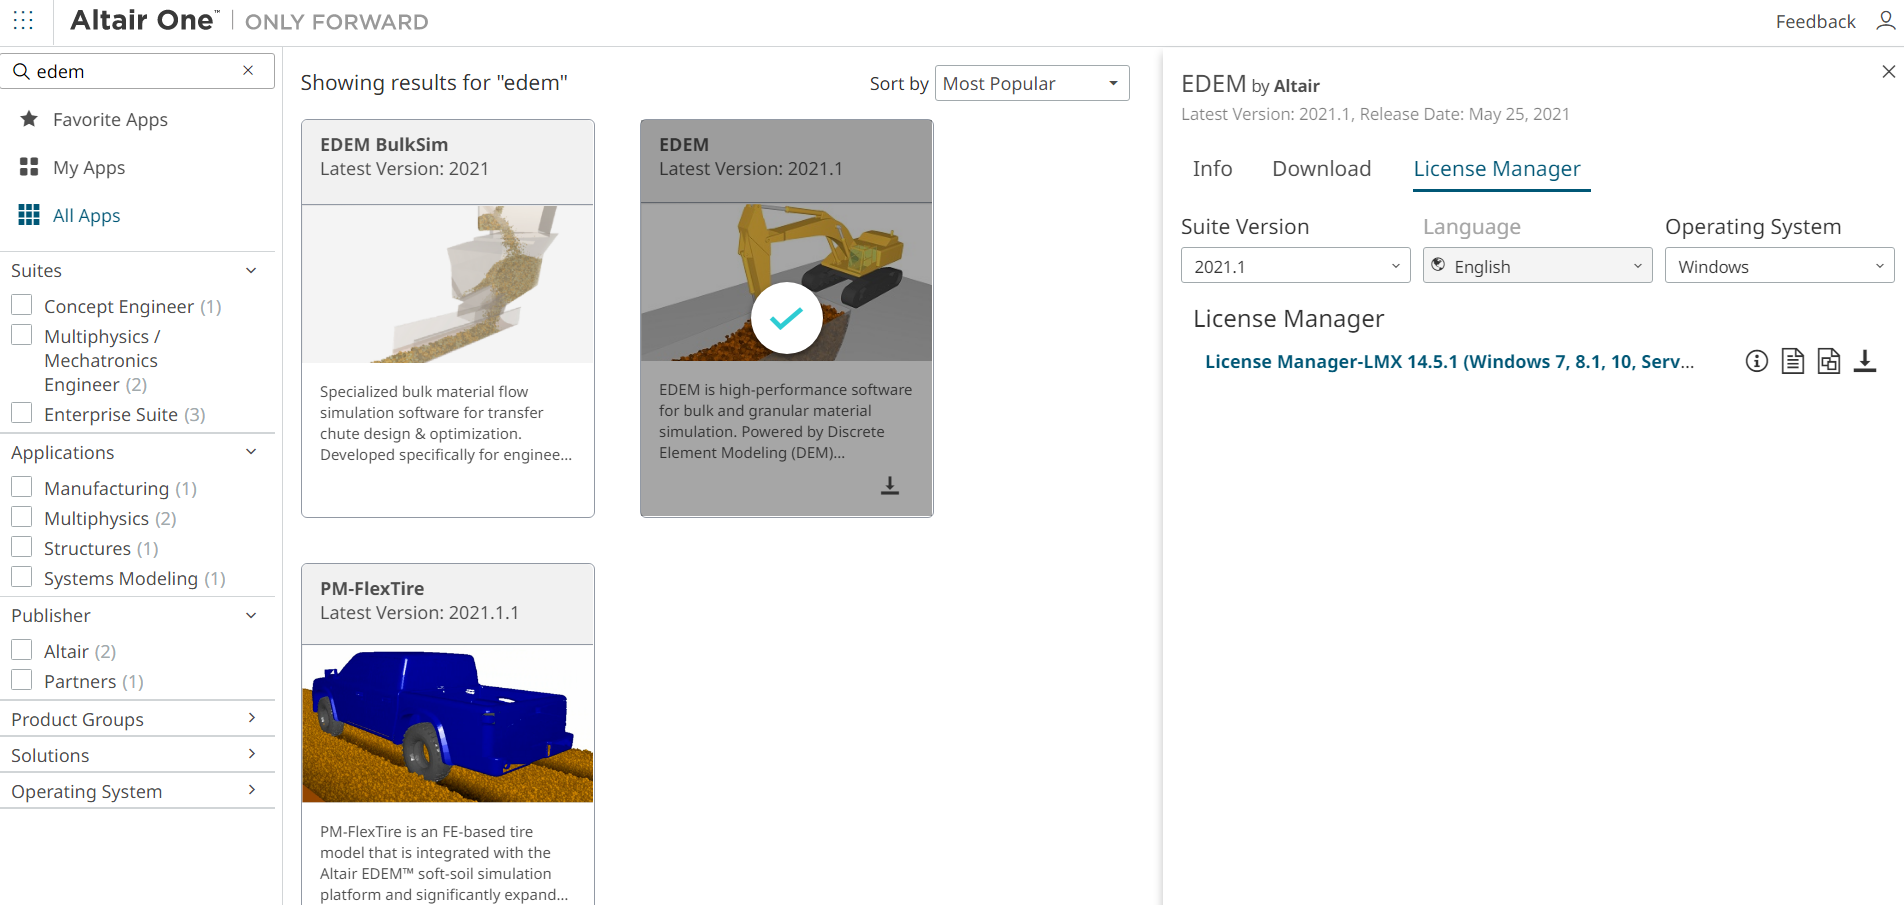 Altair One™ | ONLY FORWARD
Feedback
edem
Favorite Apps
My Apps
All Apps
Suites
Concept Engineer (1)
Multiphysics /
Mechatronics
Engineer (2)
Enterprise Suite (3)
Applications
Manufacturing (1)
Multiphysics (2)
Structures (1)
Systems Modeling (1)
Publisher
Altair (2)
Partners (1)
Product Groups
Solutions
Operating System
Showing results for "edem"
Sort by Most Popular
EDEM BulkSim
Latest Version: 2021
Specialized bulk material flow
simulation software for transfer
chute design & optimization.
Developed specifically for enginee...
EDEM
Latest Version: 2021.1
EDEM is high-performance software
for bulk and granular material
simulation. Powered by Discrete
Element Modeling (DEM)...
PM-FlexTire
Latest Version: 2021.1.1
PM-FlexTire is an FE-based tire
model that is integrated with the
Altair EDEM™ soft-soil simulation
platform and significantly expand...
EDEM by Altair
Latest Version: 2021.1, Release Date: May 25, 2021
Info Download License Manager
Suite Version Language Operating System
2021.1 English Windows
License Manager
License Manager-LMX 14.5.1 (Windows 7, 8.1, 10, Serv...